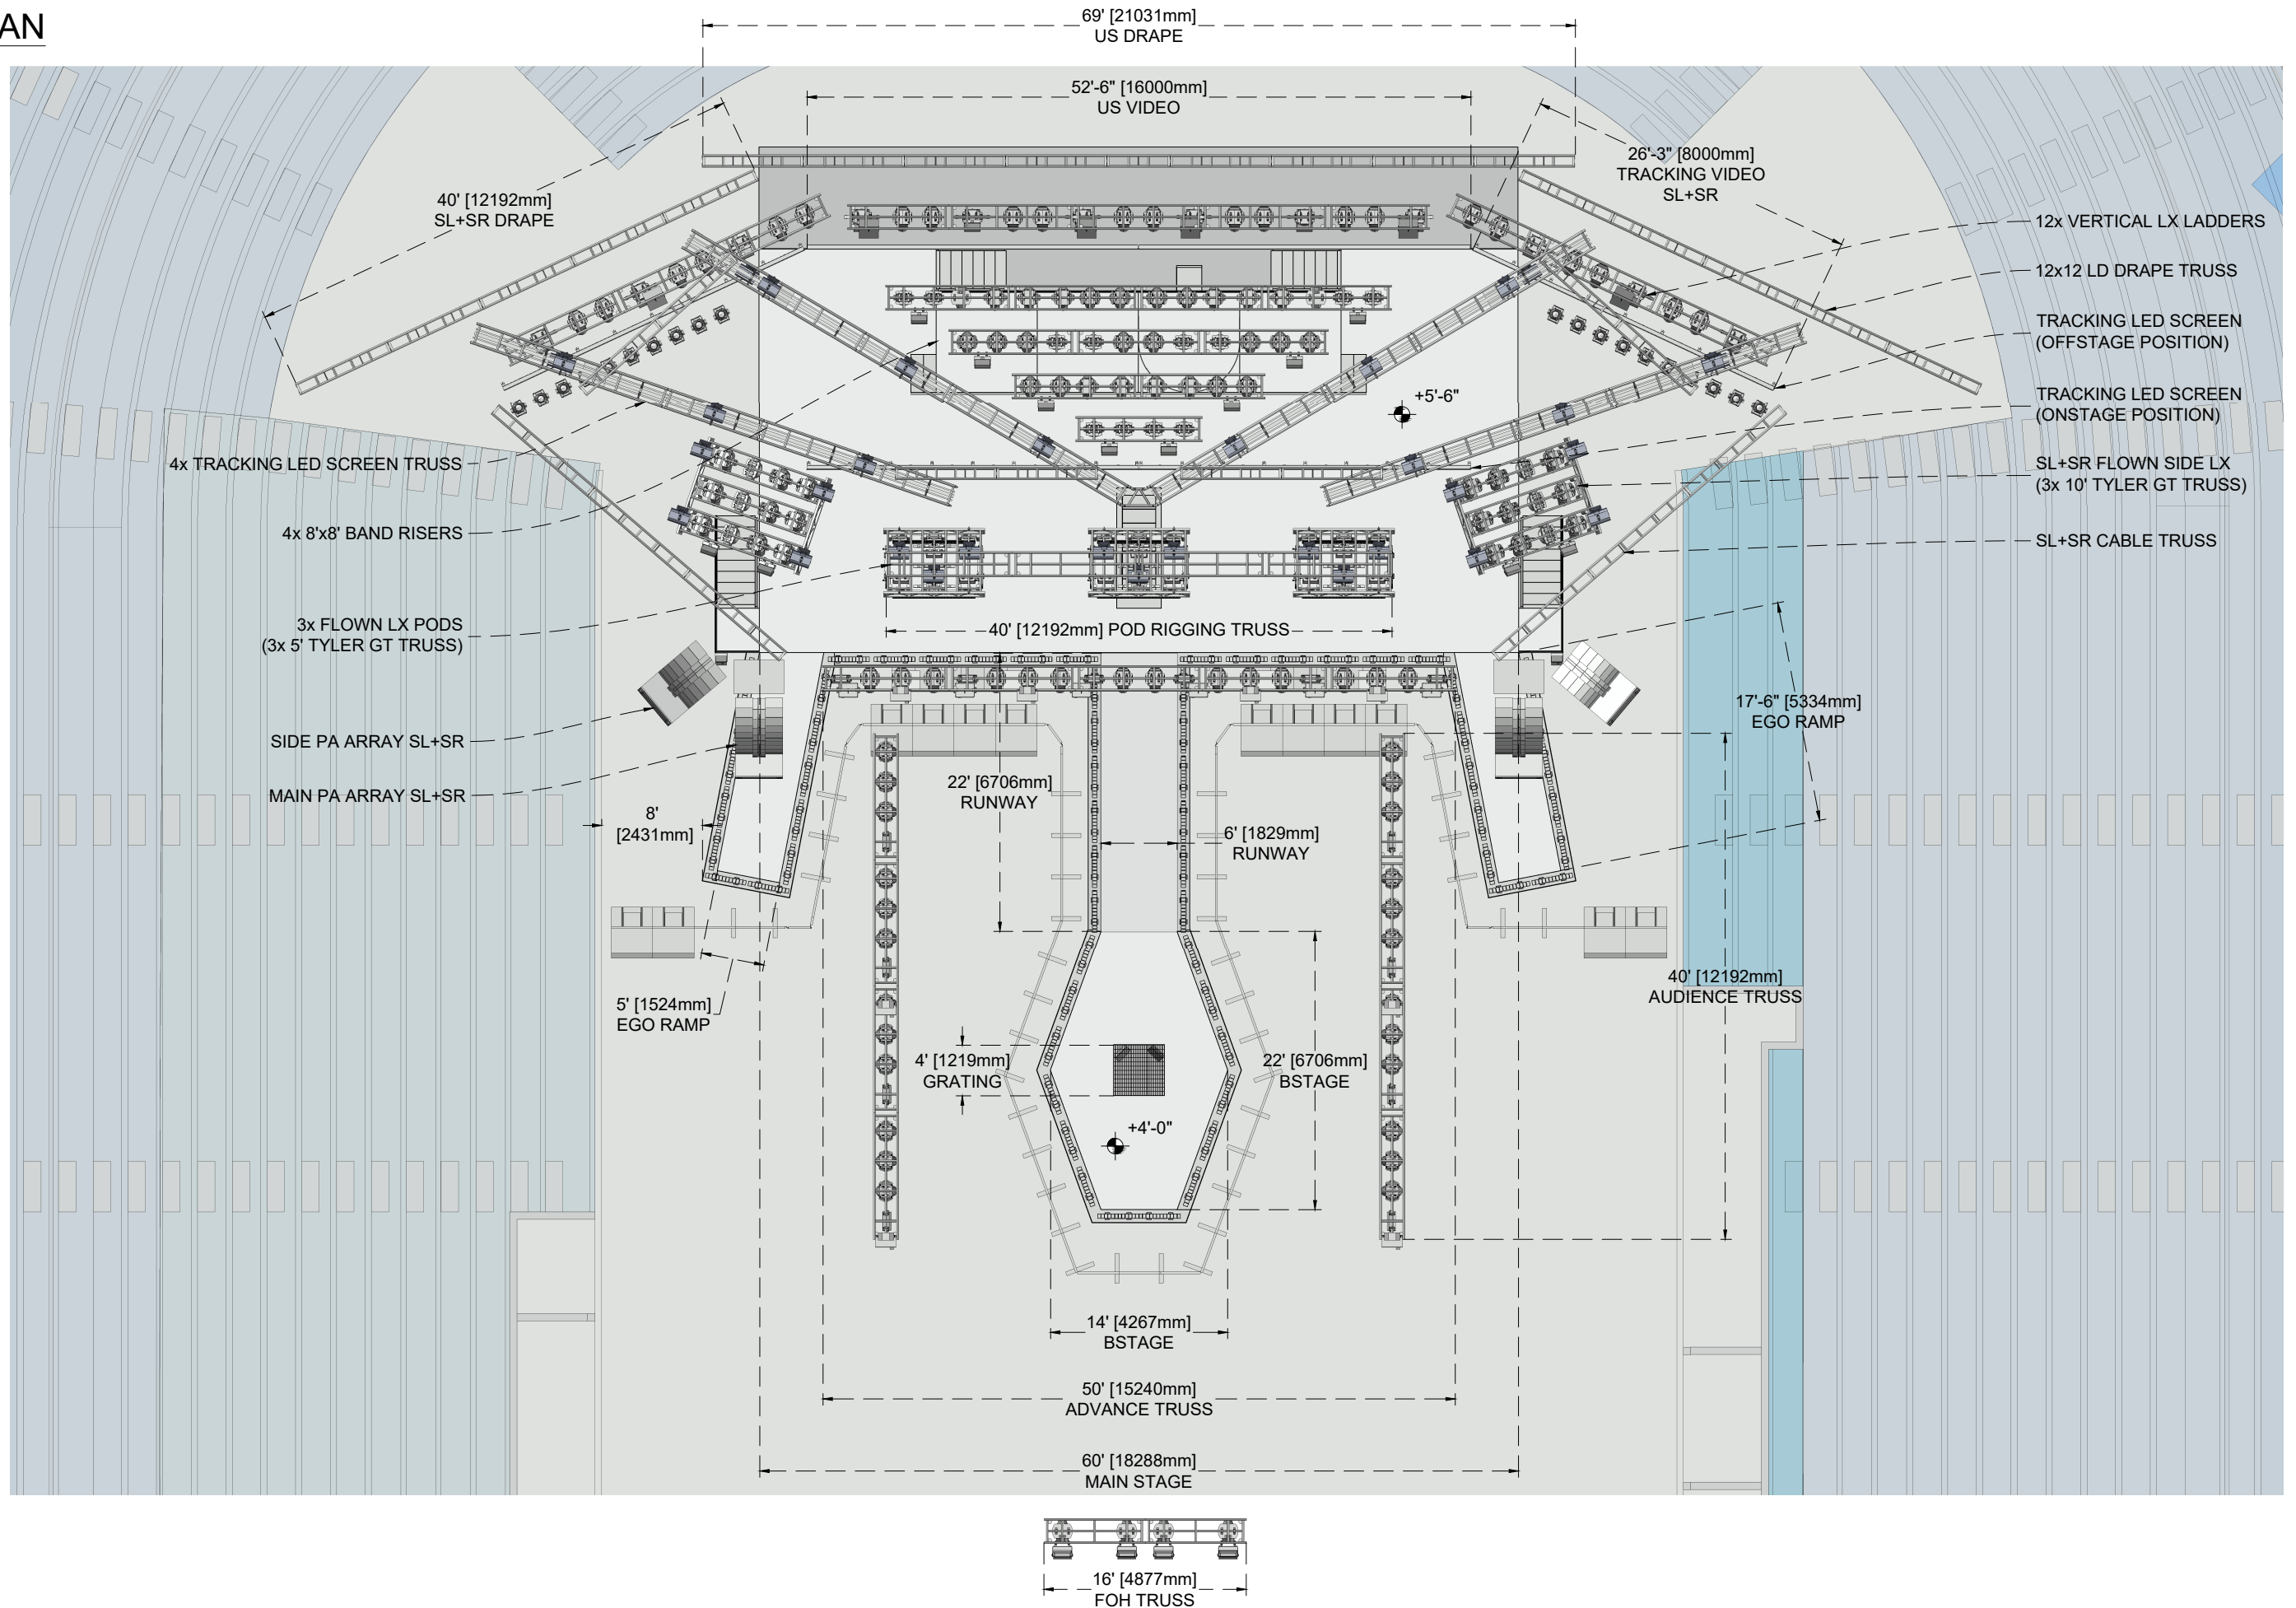 AN
69' [21031mm]
US DRAPE
52'-6" [16000mm]
US VIDEO
26'-3" [8000mm]
TRACKING VIDEO
SL+SR
40' [12192mm]
SL+SR DRAPE
12x VERTICAL LX LADDERS
12x12 LD DRAPE TRUSS
TRACKING LED SCREEN
(OFFSTAGE POSITION)
TRACKING LED SCREEN
(ONSTAGE POSITION)
+5'-6"
4x TRACKING LED SCREEN TRUSS
SL+SR FLOWN SIDE LX
(3x 10' TYLER GT TRUSS)
4x 8'x8' BAND RISERS
SL+SR CABLE TRUSS
3x FLOWN LX PODS
(3x 5' TYLER GT TRUSS)
40' [12192mm] POD RIGGING TRUSS
17'-6" [5334mm]
EGO RAMP
SIDE PA ARRAY SL+SR
MAIN PA ARRAY SL+SR
22' [6706mm]
RUNWAY
8'
[2431mm]
6' [1829mm]
RUNWAY
40' [12192mm]
AUDIENCE TRUSS
5' [1524mm]
EGO RAMP
4' [1219mm]
GRATING
22' [6706mm]
BSTAGE
+4'-0"
14' [4267mm]
BSTAGE
50' [15240mm]
ADVANCE TRUSS
60' [18288mm]
MAIN STAGE
16' [4877mm]
FOH TRUSS